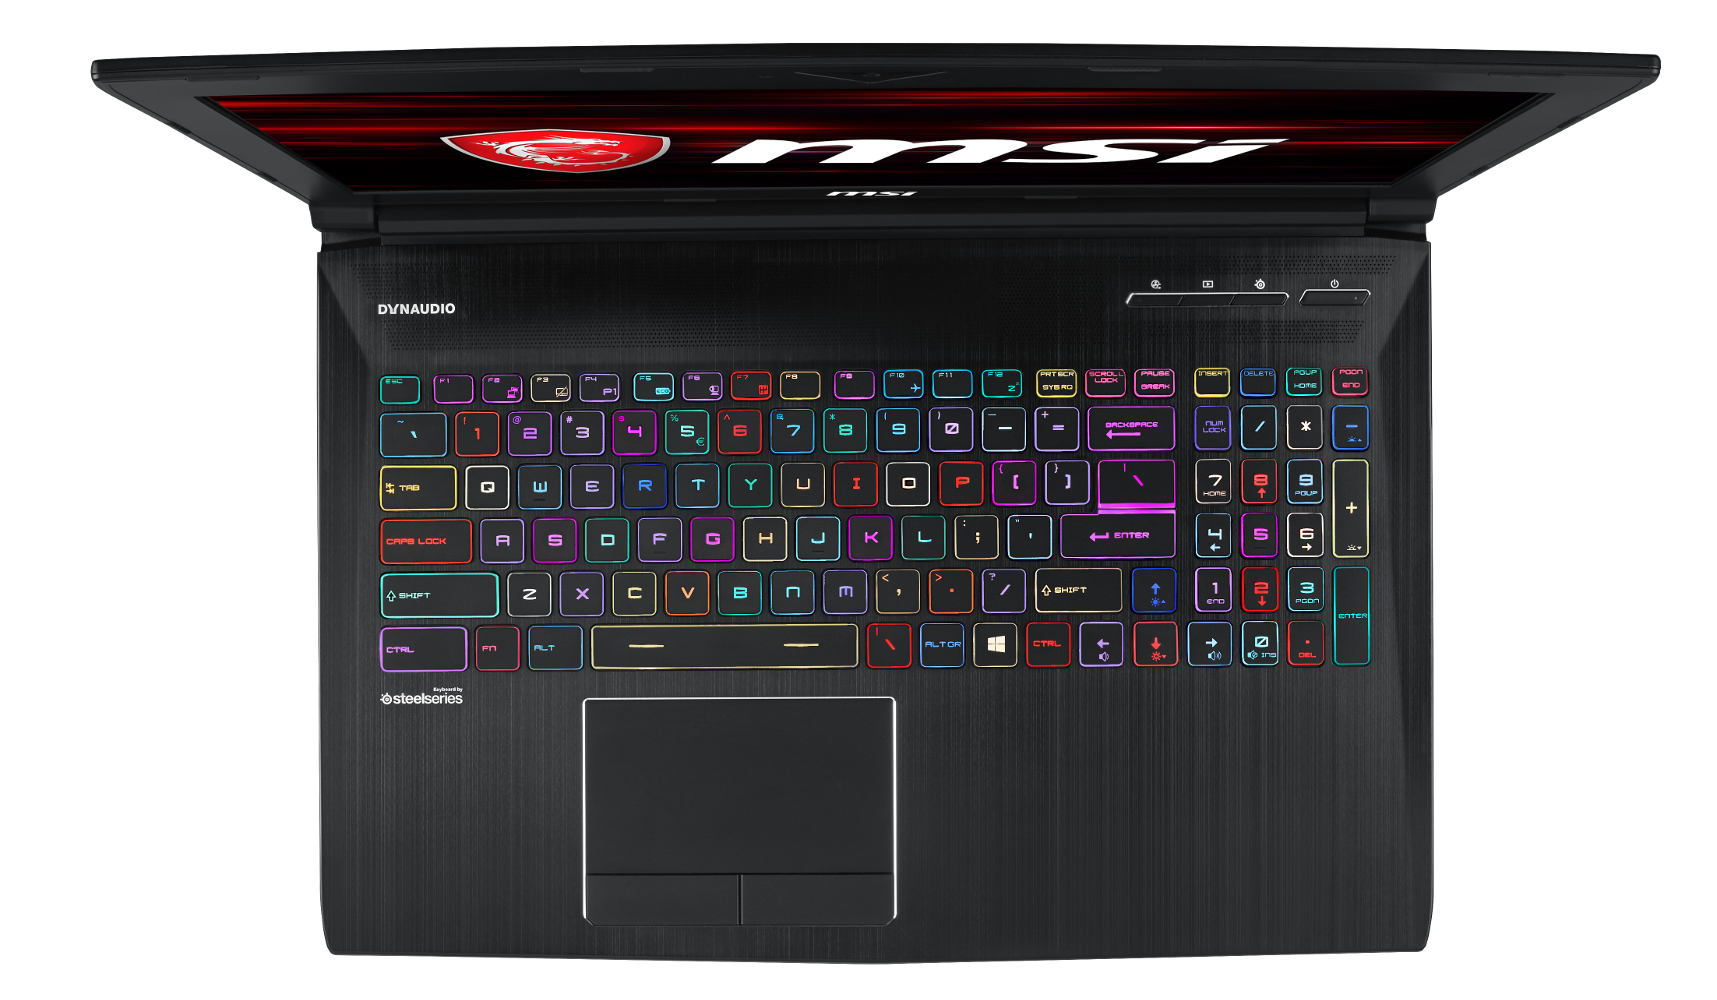 msi
msi
DYNAUDIO
ESC F1 F2 F3 F4 P1 F5 F6 F7 F8 F9 F10 F11 F12 PRT SCR SYS RQ SCROLL LOCK PAUSE BREAK INSERT DELETE PGUP HOME PGDN END
~ ` ! 1 @ 2 # 3 $ 4 % 5 € ^ 6 & 7 * 8 ( 9 ) 0 - + = BACKSPACE NUM LOCK / * -
TAB Q W E R T Y U I O P { [ } ] | \ 7 HOME 8 9 PGUP +
CAPS LOCK A S D F G H J K L : ; " ' ENTER 4 5 6
SHIFT Z X C V B N M < , > . ? / SHIFT 1 END 2 3 PGDN ENTER
CTRL FN ALT | \ ALT GR CTRL 0 INS . DEL
Keyboard by
steelseries